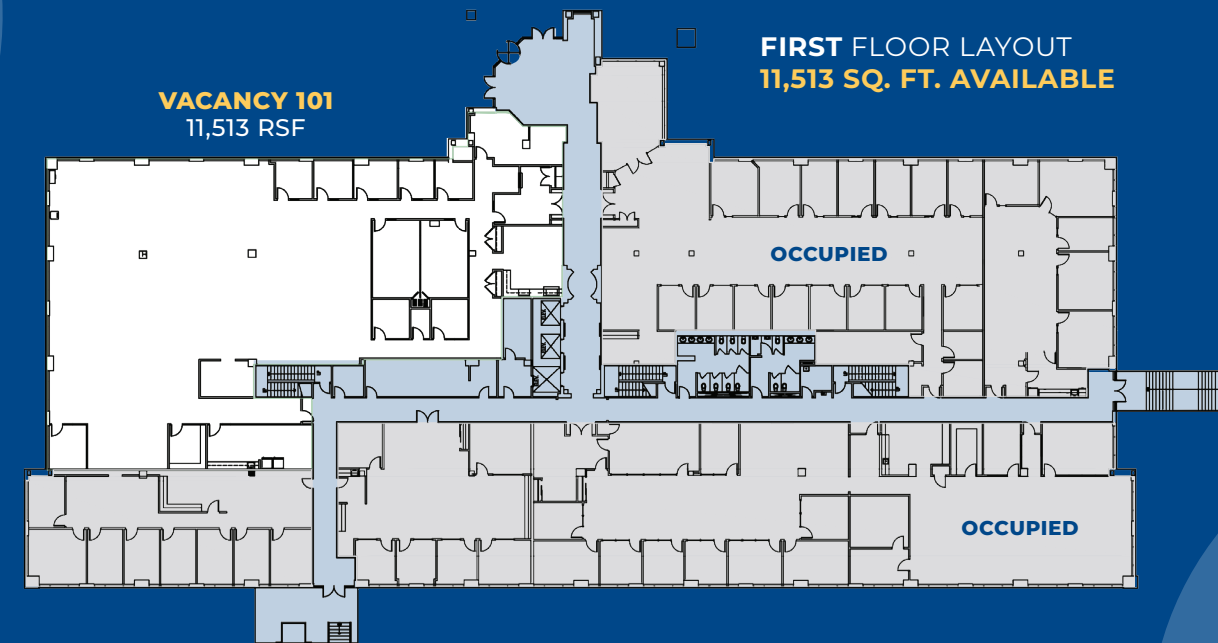 FIRST FLOOR LAYOUT
11,513 SQ. FT. AVAILABLE
VACANCY 101
11,513 RSF
OCCUPIED
OCCUPIED